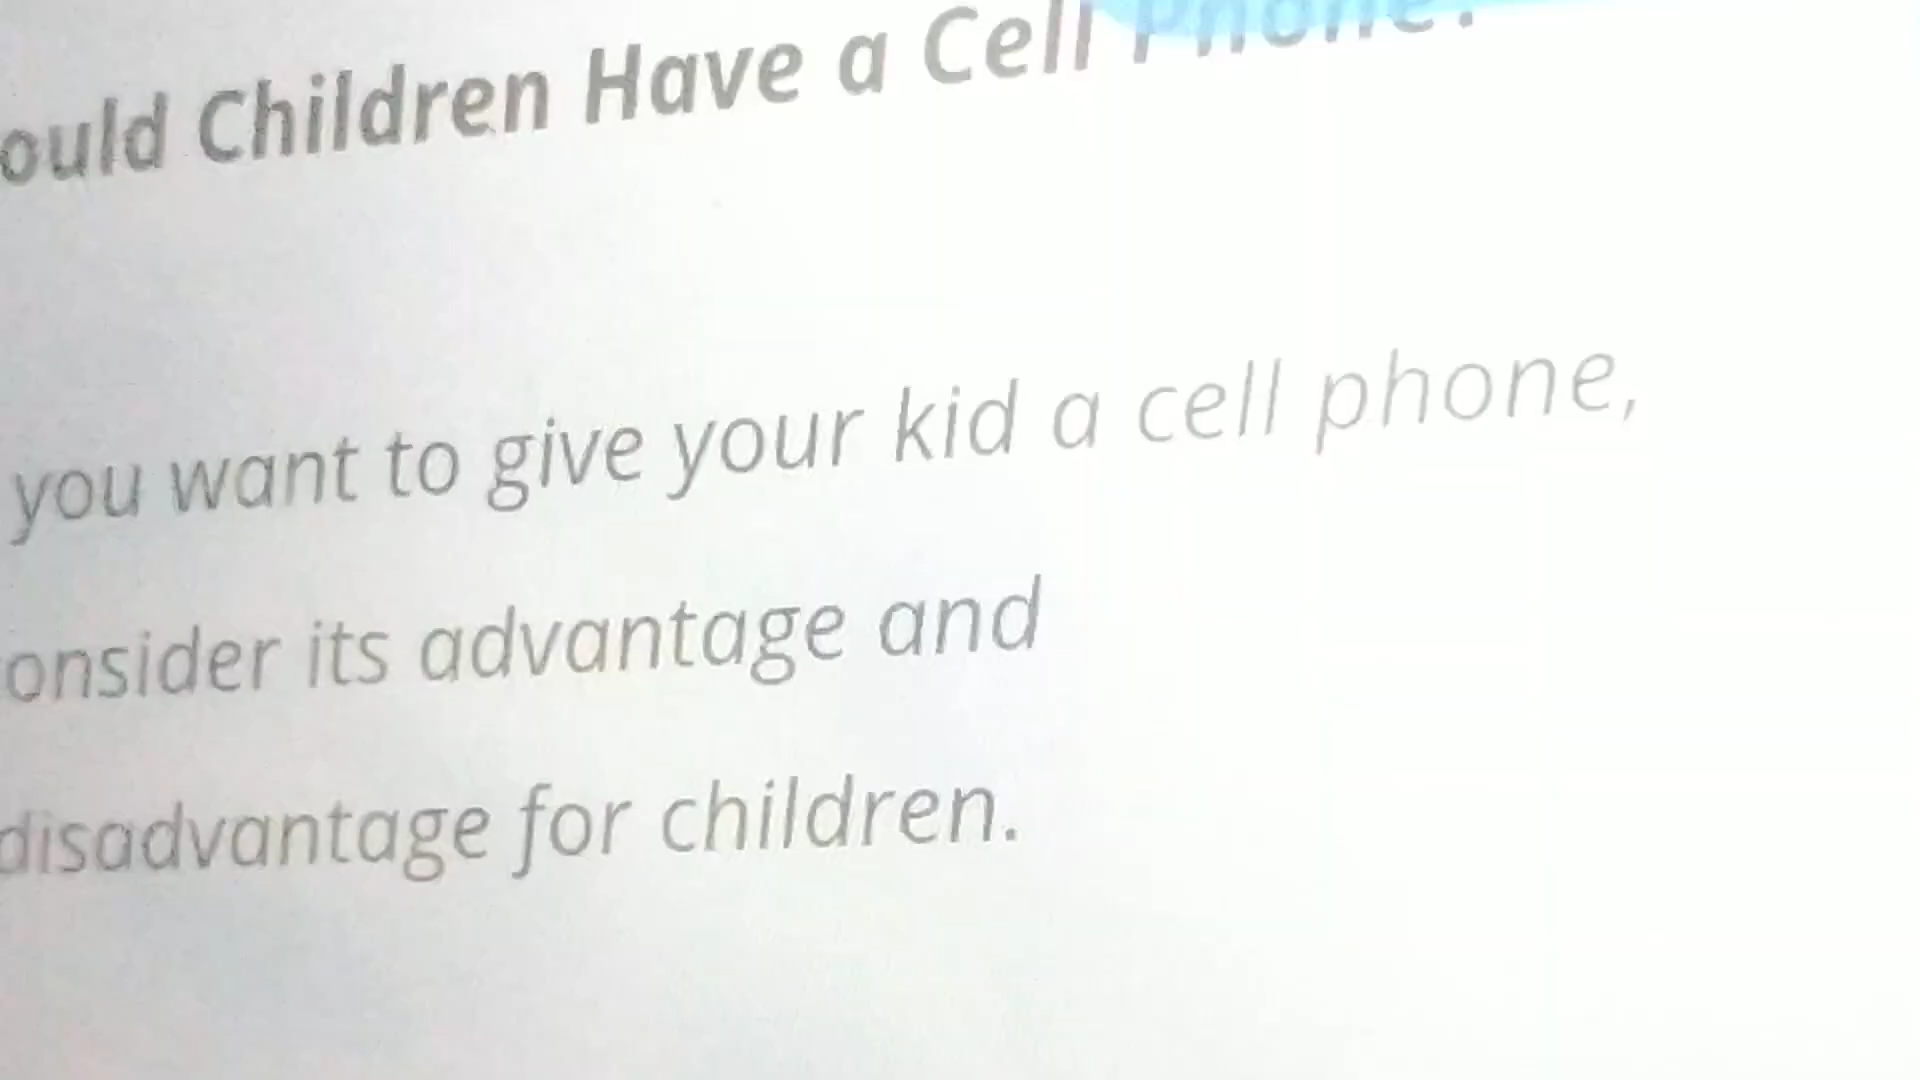 ould Children Have a Cell Phone?
you want to give your kid a cell phone,
onsider its advantage and
disadvantage for children.